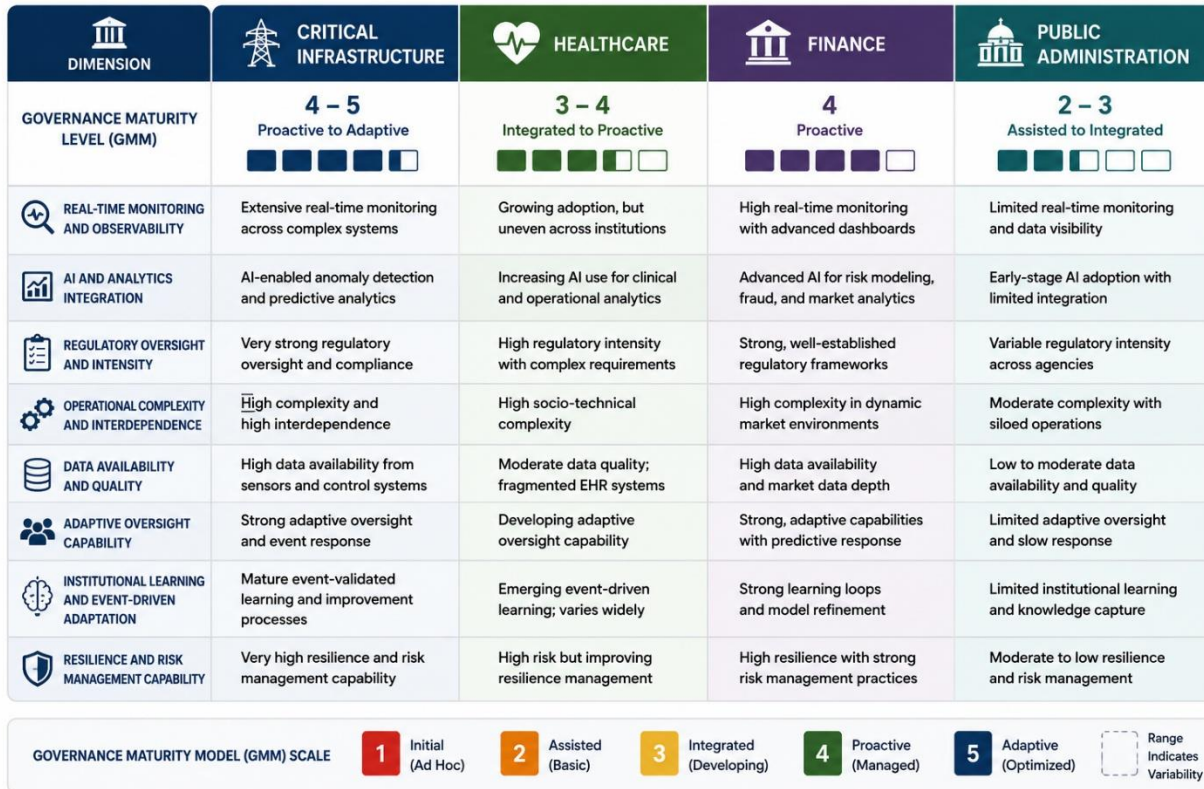 DIMENSION
CRITICAL
INFRASTRUCTURE
HEALTHCARE
FINANCE
PUBLIC
ADMINISTRATION
GOVERNANCE MATURITY
LEVEL (GMM)
4 – 5
Proactive to Adaptive
3 – 4
Integrated to Proactive
4
Proactive
2 – 3
Assisted to Integrated
REAL-TIME MONITORING
AND OBSERVABILITY
Extensive real-time monitoring
across complex systems
Growing adoption, but
uneven across institutions
High real-time monitoring
with advanced dashboards
Limited real-time monitoring
and data visibility
AI AND ANALYTICS
INTEGRATION
AI-enabled anomaly detection
and predictive analytics
Increasing AI use for clinical
and operational analytics
Advanced AI for risk modeling,
fraud, and market analytics
Early-stage AI adoption with
limited integration
REGULATORY OVERSIGHT
AND INTENSITY
Very strong regulatory
oversight and compliance
High regulatory intensity
with complex requirements
Strong, well-established
regulatory frameworks
Variable regulatory intensity
across agencies
OPERATIONAL COMPLEXITY
AND INTERDEPENDENCE
High complexity and
high interdependence
High socio-technical
complexity
High complexity in dynamic
market environments
Moderate complexity with
siloed operations
DATA AVAILABILITY
AND QUALITY
High data availability from
sensors and control systems
Moderate data quality;
fragmented EHR systems
High data availability
and market data depth
Low to moderate data
availability and quality
ADAPTIVE OVERSIGHT
CAPABILITY
Strong adaptive oversight
and event response
Developing adaptive
oversight capability
Strong, adaptive capabilities
with predictive response
Limited adaptive oversight
and slow response
INSTITUTIONAL LEARNING
AND EVENT-DRIVEN
ADAPTATION
Mature event-validated
learning and improvement
processes
Emerging event-driven
learning; varies widely
Strong learning loops
and model refinement
Limited institutional learning
and knowledge capture
RESILIENCE AND RISK
MANAGEMENT CAPABILITY
Very high resilience and risk
management capability
High risk but improving
resilience management
High resilience with strong
risk management practices
Moderate to low resilience
and risk management
GOVERNANCE MATURITY MODEL (GMM) SCALE
1
Initial
(Ad Hoc)
2
Assisted
(Basic)
3
Integrated
(Developing)
4
Proactive
(Managed)
5
Adaptive
(Optimized)
Range
Indicates
Variability